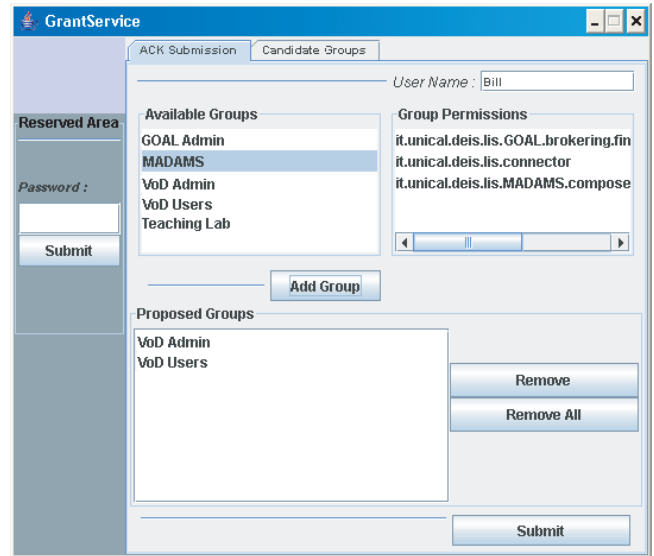 GrantService
ACK Submission
Candidate Groups
User Name : Bill
Reserved Area
Password :
Submit
Available Groups
GOAL Admin
MADAMS
VoD Admin
VoD Users
Teaching Lab
Group Permissions
it.unical.deis.lis.GOAL.brokering.fin
it.unical.deis.lis.connector
it.unical.deis.lis.MADAMS.compose
Add Group
Proposed Groups
VoD Admin
VoD Users
Remove
Remove All
Submit